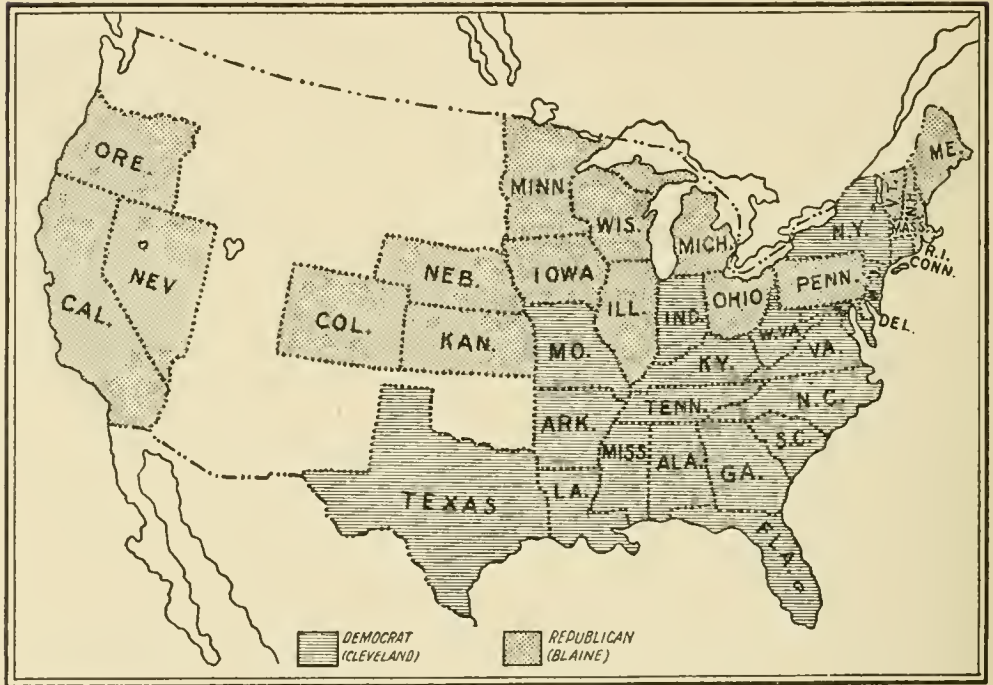 ORE.
CAL.
NEV
COL.
NEB.
KAN.
TEXAS
MINN
IOWA
MO.
ARK.
LA.
WIS.
ILL.
MICH.
IND.
OHIO
KY.
TENN.
MISS.
ALA.
GA.
FLA.
S.C.
N.C.
VA.
W.VA.
PENN.
N.Y.
VT.
N.H.
MASS.
ME.
R.I.
CONN.
DEL.
DEMOCRAT
(CLEVELAND)
REPUBLICAN
(BLAINE)